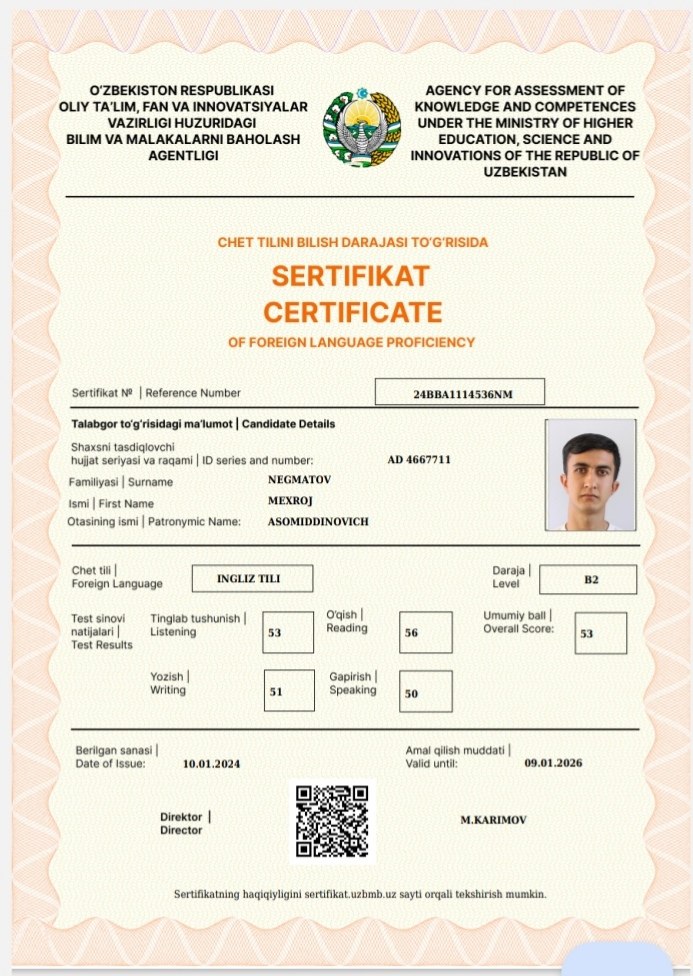 O'ZBEKISTON RESPUBLIKASI
OLIY TA'LIM, FAN VA INNOVATSIYALAR
VAZIRLIGI HUZURIDAGI
BILIM VA MALAKALARNI BAHOLASH
AGENTLIGI
AGENCY FOR ASSESSMENT OF
KNOWLEDGE AND COMPETENCES
UNDER THE MINISTRY OF HIGHER
EDUCATION, SCIENCE AND
INNOVATIONS OF THE REPUBLIC OF
UZBEKISTAN
CHET TILINI BILISH DARAJASI TO'G'RISIDA
SERTIFIKAT
CERTIFICATE
OF FOREIGN LANGUAGE PROFICIENCY
Sertifikat № | Reference Number 24BBA1114536NM
Talabgor to'g'risidagi ma'lumot | Candidate Details
Shaxsni tasdiqlovchi
hujjat seriyasi va raqami | ID series and number: AD 4667711
Familiyasi | Surname NEGMATOV
Ismi | First Name MEXROJ
Otasining ismi | Patronymic Name: ASOMIDDINOVICH
Chet tili |
Foreign Language
INGLIZ TILI
Daraja |
Level
B2
Test sinovi
natijalari |
Test Results
Tinglab tushunish |
Listening
53
O'qish |
Reading
56
Umumiy ball |
Overall Score:
53
Yozish |
Writing
51
Gapirish |
Speaking
50
Berilgan sanasi |
Date of Issue: 10.01.2024
Amal qilish muddati |
Valid until: 09.01.2026
Direktor |
Director
M.KARIMOV
Sertifikatning haqiqiyligini sertifikat.uzbmb.uz sayti orqali tekshirish mumkin.